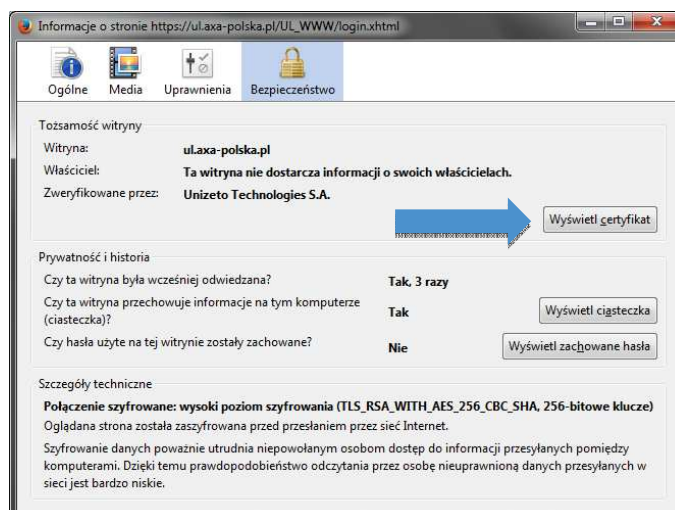 Informacje o stronie https://ul.axa-polska.pl/UL_WWW/login.xhtml
Ogólne Media Uprawnienia Bezpieczeństwo
Tożsamość witryny
Witryna: ul.axa-polska.pl
Właściciel: Ta witryna nie dostarcza informacji o swoich właścicielach.
Zweryfikowane przez: Unizeto Technologies S.A.
Wyświetl certyfikat
Prywatność i historia
Czy ta witryna była wcześniej odwiedzana? Tak, 3 razy
Czy ta witryna przechowuje informacje na tym komputerze
(ciasteczka)? Tak Wyświetl ciasteczka
Czy hasła użyte na tej witrynie zostały zachowane? Nie Wyświetl zachowane hasła
Szczegóły techniczne
Połączenie szyfrowane: wysoki poziom szyfrowania (TLS_RSA_WITH_AES_256_CBC_SHA, 256-bitowe klucze)
Oglądana strona została zaszyfrowana przed przesłaniem przez sieć Internet.
Szyfrowanie danych poważnie utrudnia niepowołanym osobom dostęp do informacji przesyłanych pomiędzy
komputerami. Dzięki temu prawdopodobieństwo odczytania przez osobę nieuprawnioną danych przesyłanych w
sieci jest bardzo niskie.